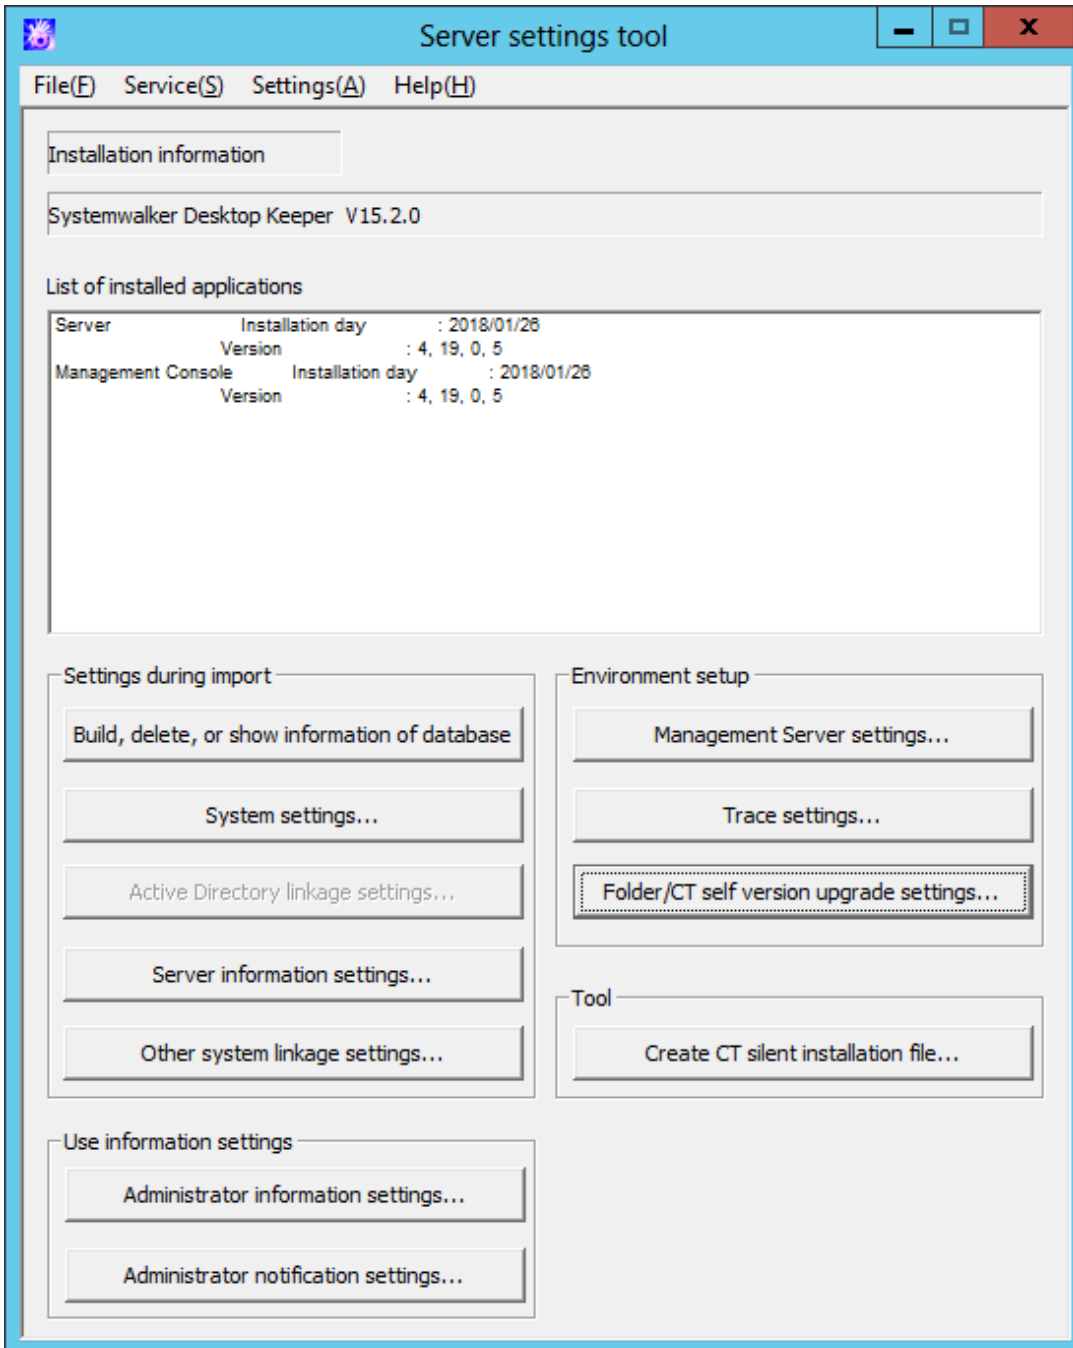 Server settings tool
File(F) Service(S) Settings(A) Help(H)
Installation information
Systemwalker Desktop Keeper V15.2.0
List of installed applications
Server Installation day : 2018/01/26
Version : 4, 19, 0, 5
Management Console Installation day : 2018/01/26
Version : 4, 19, 0, 5
Settings during import
Build, delete, or show information of database
System settings...
Active Directory linkage settings...
Server information settings...
Other system linkage settings...
Environment setup
Management Server settings...
Trace settings...
Folder/CT self version upgrade settings...
Tool
Create CT silent installation file...
Use information settings
Administrator information settings...
Administrator notification settings...